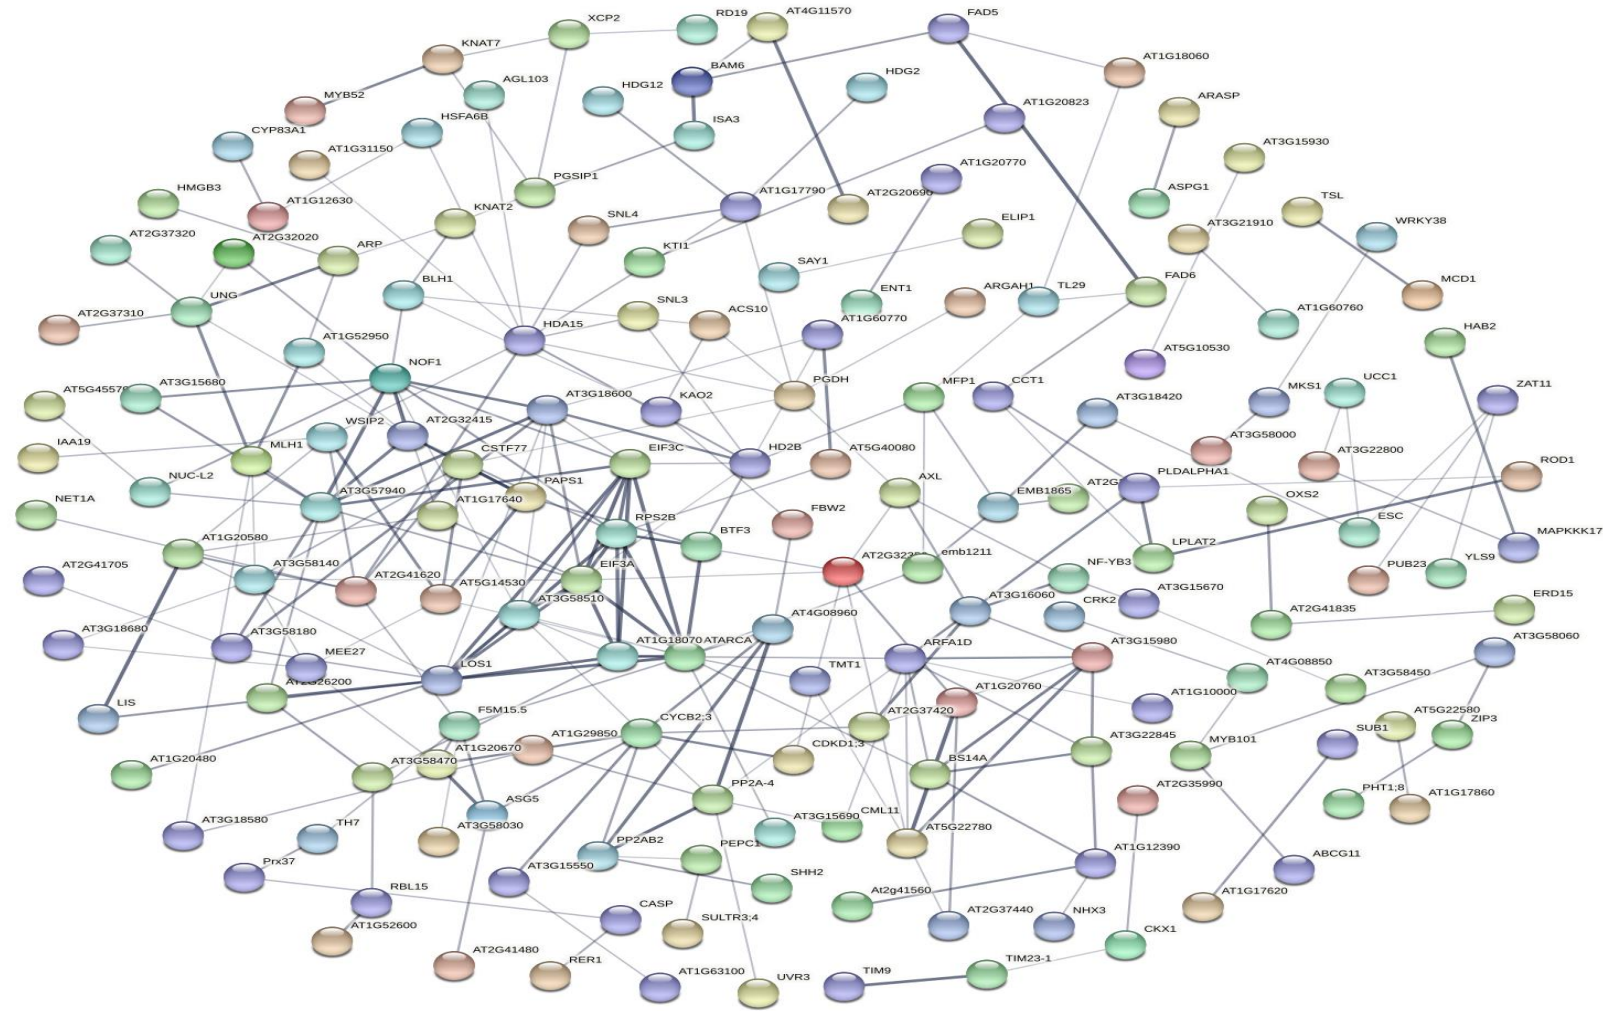 XCP2
RD19
AT4G11570
FAD5
KNAT7
BAM6
AT1G18060
AGL103
HDG12
HDG2
MYB52
ARASP
AT1G20823
HSFA6B
ISA3
CYP83A1
AT1G31150
AT3G15930
AT1G20770
PGSIP1
HMGB3
AT1G17790
AT2G20690
ASPG1
TSL
AT1G12630
KNAT2
SNL4
ELIP1
AT3G21910
WRKY38
AT2G37320
AT2G32020
ARP
KTI1
SAY1
BLH1
ENT1
ARGAH1
TL29
FAD6
MCD1
UNG
SNL3
ACS10
AT1G60760
AT2G37310
HDA15
AT1G60770
HAB2
AT1G52950
NOF1
AT5G10530
AT3G15680
PGDH
MFP1
CCT1
MKS1
UCC1
ZAT11
AT3G18600
KAO2
AT3G18420
WSIP2
AT2G32415
IAA19
MLH1
CSTF77
EIF3C
HD2B
AT5G40080
AT3G58000
AT3G22800
ROD1
NUC-L2
PAPS1
AXL
AT2G
PLDALPHA1
AT3G57940
AT1G17640
EMB1865
OXS2
NET1A
RPS2B
FBW2
ESC
MAPKKK17
AT1G20580
BTF3
emb1211
LPLAT2
AT2G41705
AT3G58140
AT2G41620
AT5G14530
EIF3A
NF-YB3
PUB23
YLS9
AT3G58510
AT4G08960
AT3G16060
CRK2
AT3G15670
AT2G41835
ERD15
AT3G18680
AT3G58180
MEE27
LOS1
AT1G18070
ATARCA
ARFA1D
AT3G15980
AT3G58060
TMT1
AT4G08850
AT3G58450
LIS
AT1G20760
AT1G10000
F5M15.5
CYCB2;3
AT2G37420
AT5G22580
ZIP3
SUB1
AT1G29850
CDKD1;3
AT3G22845
MYB101
AT1G20480
AT3G58470
AT1G20670
BS14A
PP2A-4
AT2G35990
PHT1;8
AT1G17860
AT3G18580
TH7
ASG5
AT3G58030
AT3G15690
CML11
AT5G22780
Prx37
AT3G15550
PP2AB2
PEPC1
AT1G12390
ABCG11
SHH2
RBL15
At2g41560
AT1G17620
AT1G52600
CASP
SULTR3;4
AT2G37440
NHX3
CKX1
AT2G41480
RER1
AT1G63100
UVR3
TIM9
TIM23-1